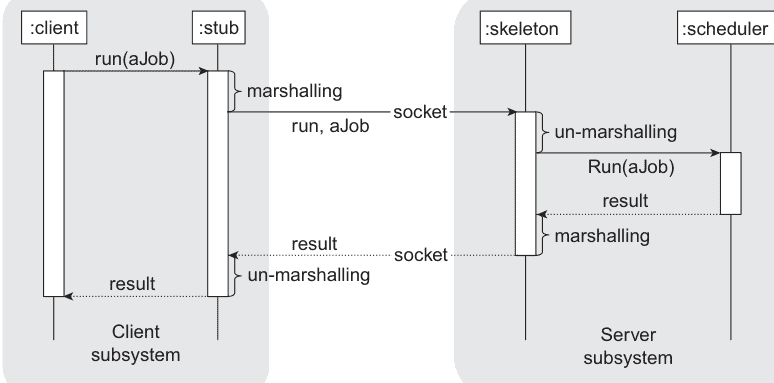 :client
:stub
:skeleton
:scheduler
run(aJob)
marshalling
socket
run, aJob
un-marshalling
Run(aJob)
result
marshalling
result
socket
un-marshalling
result
Client
subsystem
Server
subsystem